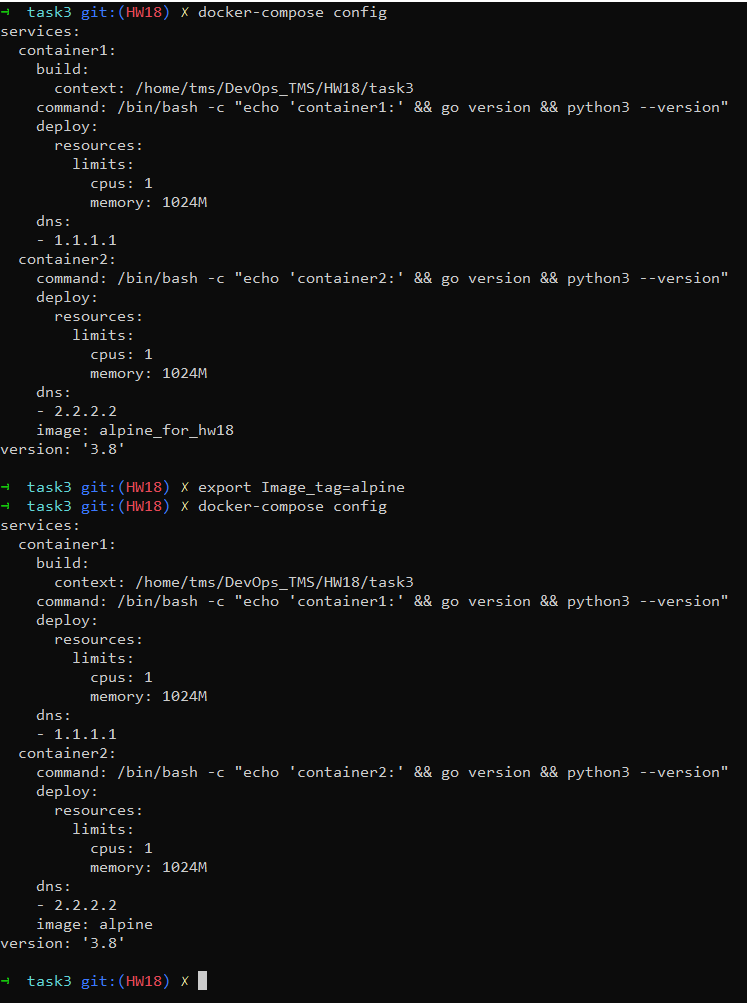 → task3 git:(HW18) ✗ docker-compose config
services:
  container1:
    build:
      context: /home/tms/DevOps_TMS/HW18/task3
    command: /bin/bash -c "echo 'container1:' && go version && python3 --version"
    deploy:
      resources:
        limits:
          cpus: 1
          memory: 1024M
    dns:
    - 1.1.1.1
  container2:
    command: /bin/bash -c "echo 'container2:' && go version && python3 --version"
    deploy:
      resources:
        limits:
          cpus: 1
          memory: 1024M
    dns:
    - 2.2.2.2
    image: alpine_for_hw18
version: '3.8'

→ task3 git:(HW18) ✗ export Image_tag=alpine
→ task3 git:(HW18) ✗ docker-compose config
services:
  container1:
    build:
      context: /home/tms/DevOps_TMS/HW18/task3
    command: /bin/bash -c "echo 'container1:' && go version && python3 --version"
    deploy:
      resources:
        limits:
          cpus: 1
          memory: 1024M
    dns:
    - 1.1.1.1
  container2:
    command: /bin/bash -c "echo 'container2:' && go version && python3 --version"
    deploy:
      resources:
        limits:
          cpus: 1
          memory: 1024M
    dns:
    - 2.2.2.2
    image: alpine
version: '3.8'

→ task3 git:(HW18) ✗